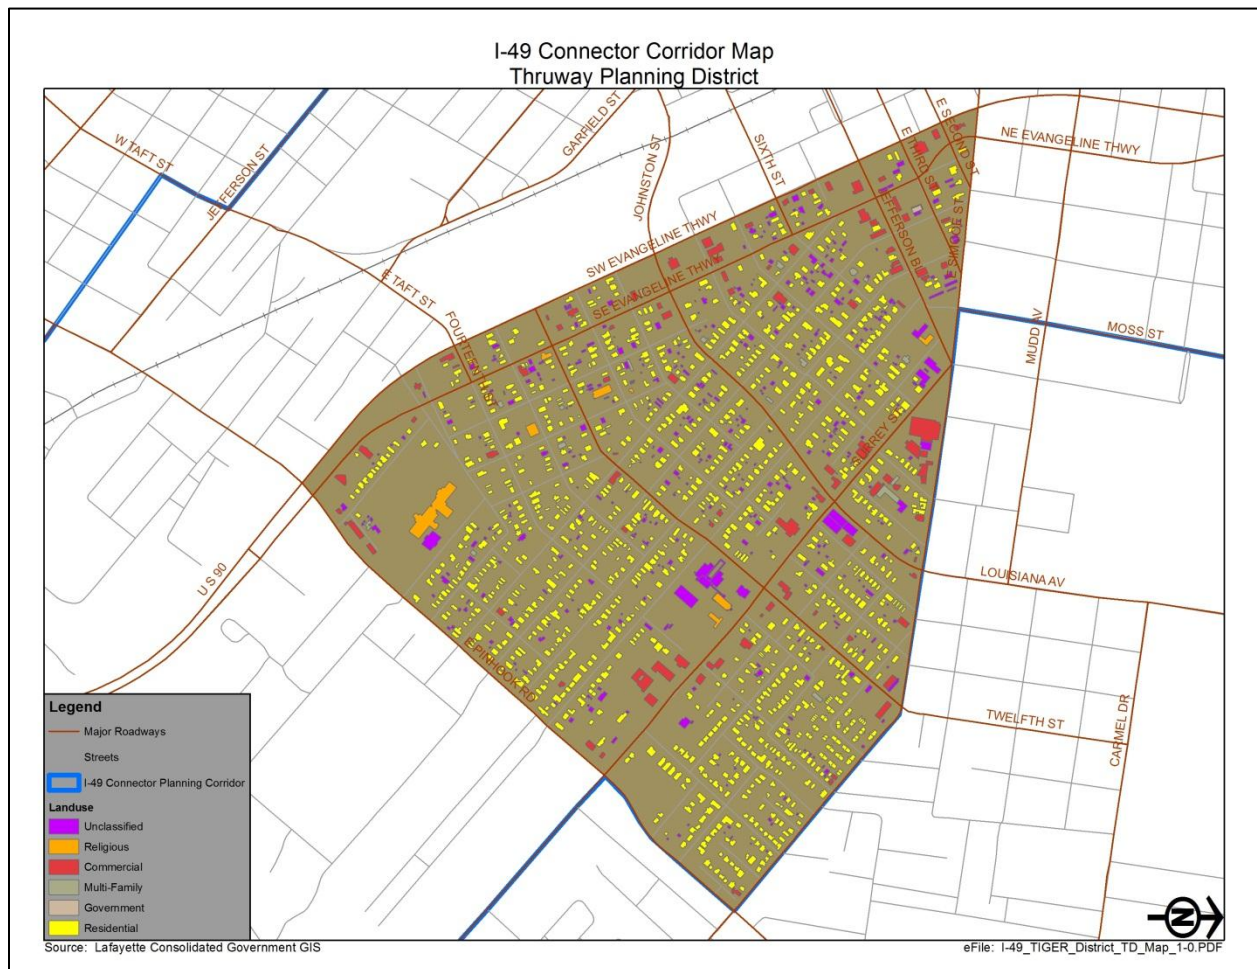 I-49 Connector Corridor Map
Thruway Planning District
W TAFT ST
JEFFERSON ST
GARFIELD ST
JOHNSTON ST
SIXTH ST
E SECOND ST
E THIRD ST
NE EVANGELINE THWY
SW EVANGELINE THWY
SE EVANGELINE THWY
E SIMCOE ST
E TAFT ST
MUDD AV
MOSS ST
SURREY ST
U S 90
LOUISIANA AV
E PINHOOK RD
TWELFTH ST
CARMEL DR
Legend
Major Roadways
Streets
I-49 Connector Planning Corridor
Landuse
Unclassified
Religious
Commercial
Multi-Family
Government
Residential
N
Source: Lafayette Consolidated Government GIS
eFile: I-49_TIGER_District_TD_Map_1-0.PDF